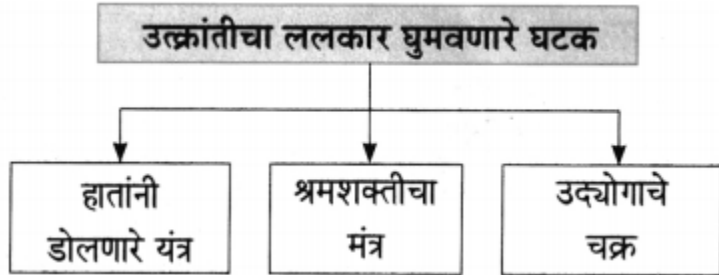 उत्क्रांतीचा ललकार घुमवणारे घटक
हातांनी
डोलणारे यंत्र
श्रमशक्तीचा
मंत्र
उद्योगाचे
चक्र